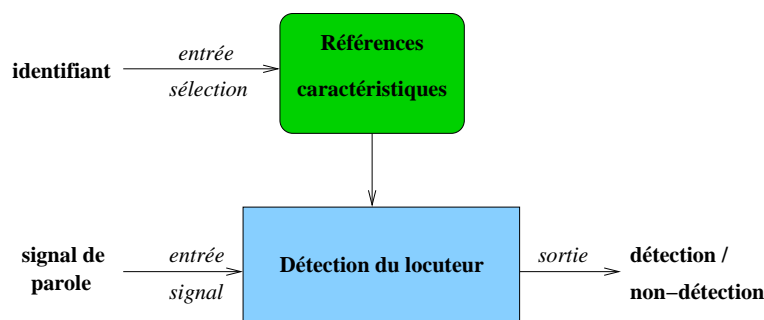 identifiant
entrée
sélection
Références
caractéristiques
signal de
parole
entrée
signal
Détection du locuteur
sortie
détection /
non−détection